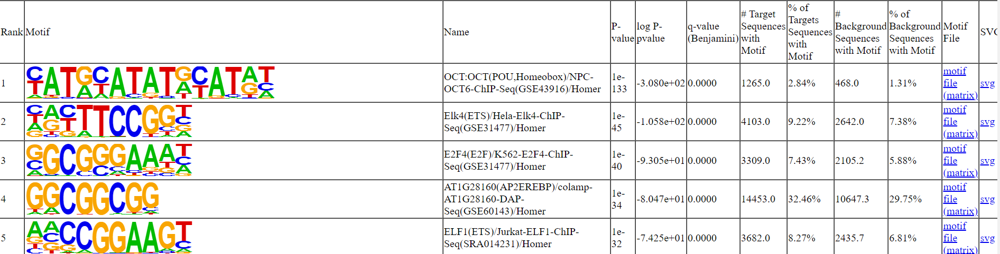 Rank Motif Name P-value log P-pvalue q-value (Benjamini) # Target Sequences with Motif % of Targets Sequences with Motif # Background Sequences with Motif % of Background Sequences with Motif Motif File SVG
1 OCT:OCT(POU,Homeobox)/NPC-OCT6-ChIP-Seq(GSE43916)/Homer 1e-133 -3.080e+02 0.0000 1265.0 2.84% 468.0 1.31% motif file (matrix) svg
2 Elk4(ETS)/Hela-Elk4-ChIP-Seq(GSE31477)/Homer 1e-45 -1.058e+02 0.0000 4103.0 9.22% 2642.0 7.38% motif file (matrix) svg
3 E2F4(E2F)/K562-E2F4-ChIP-Seq(GSE31477)/Homer 1e-40 -9.305e+01 0.0000 3309.0 7.43% 2105.2 5.88% motif file (matrix) svg
4 AT1G28160(AP2EREBP)/colamp-AT1G28160-DAP-Seq(GSE60143)/Homer 1e-34 -8.047e+01 0.0000 14453.0 32.46% 10647.3 29.75% motif file (matrix) svg
5 ELF1(ETS)/Jurkat-ELF1-ChIP-Seq(SRA014231)/Homer 1e-32 -7.425e+01 0.0000 3682.0 8.27% 2435.7 6.81% motif file (matrix) svg